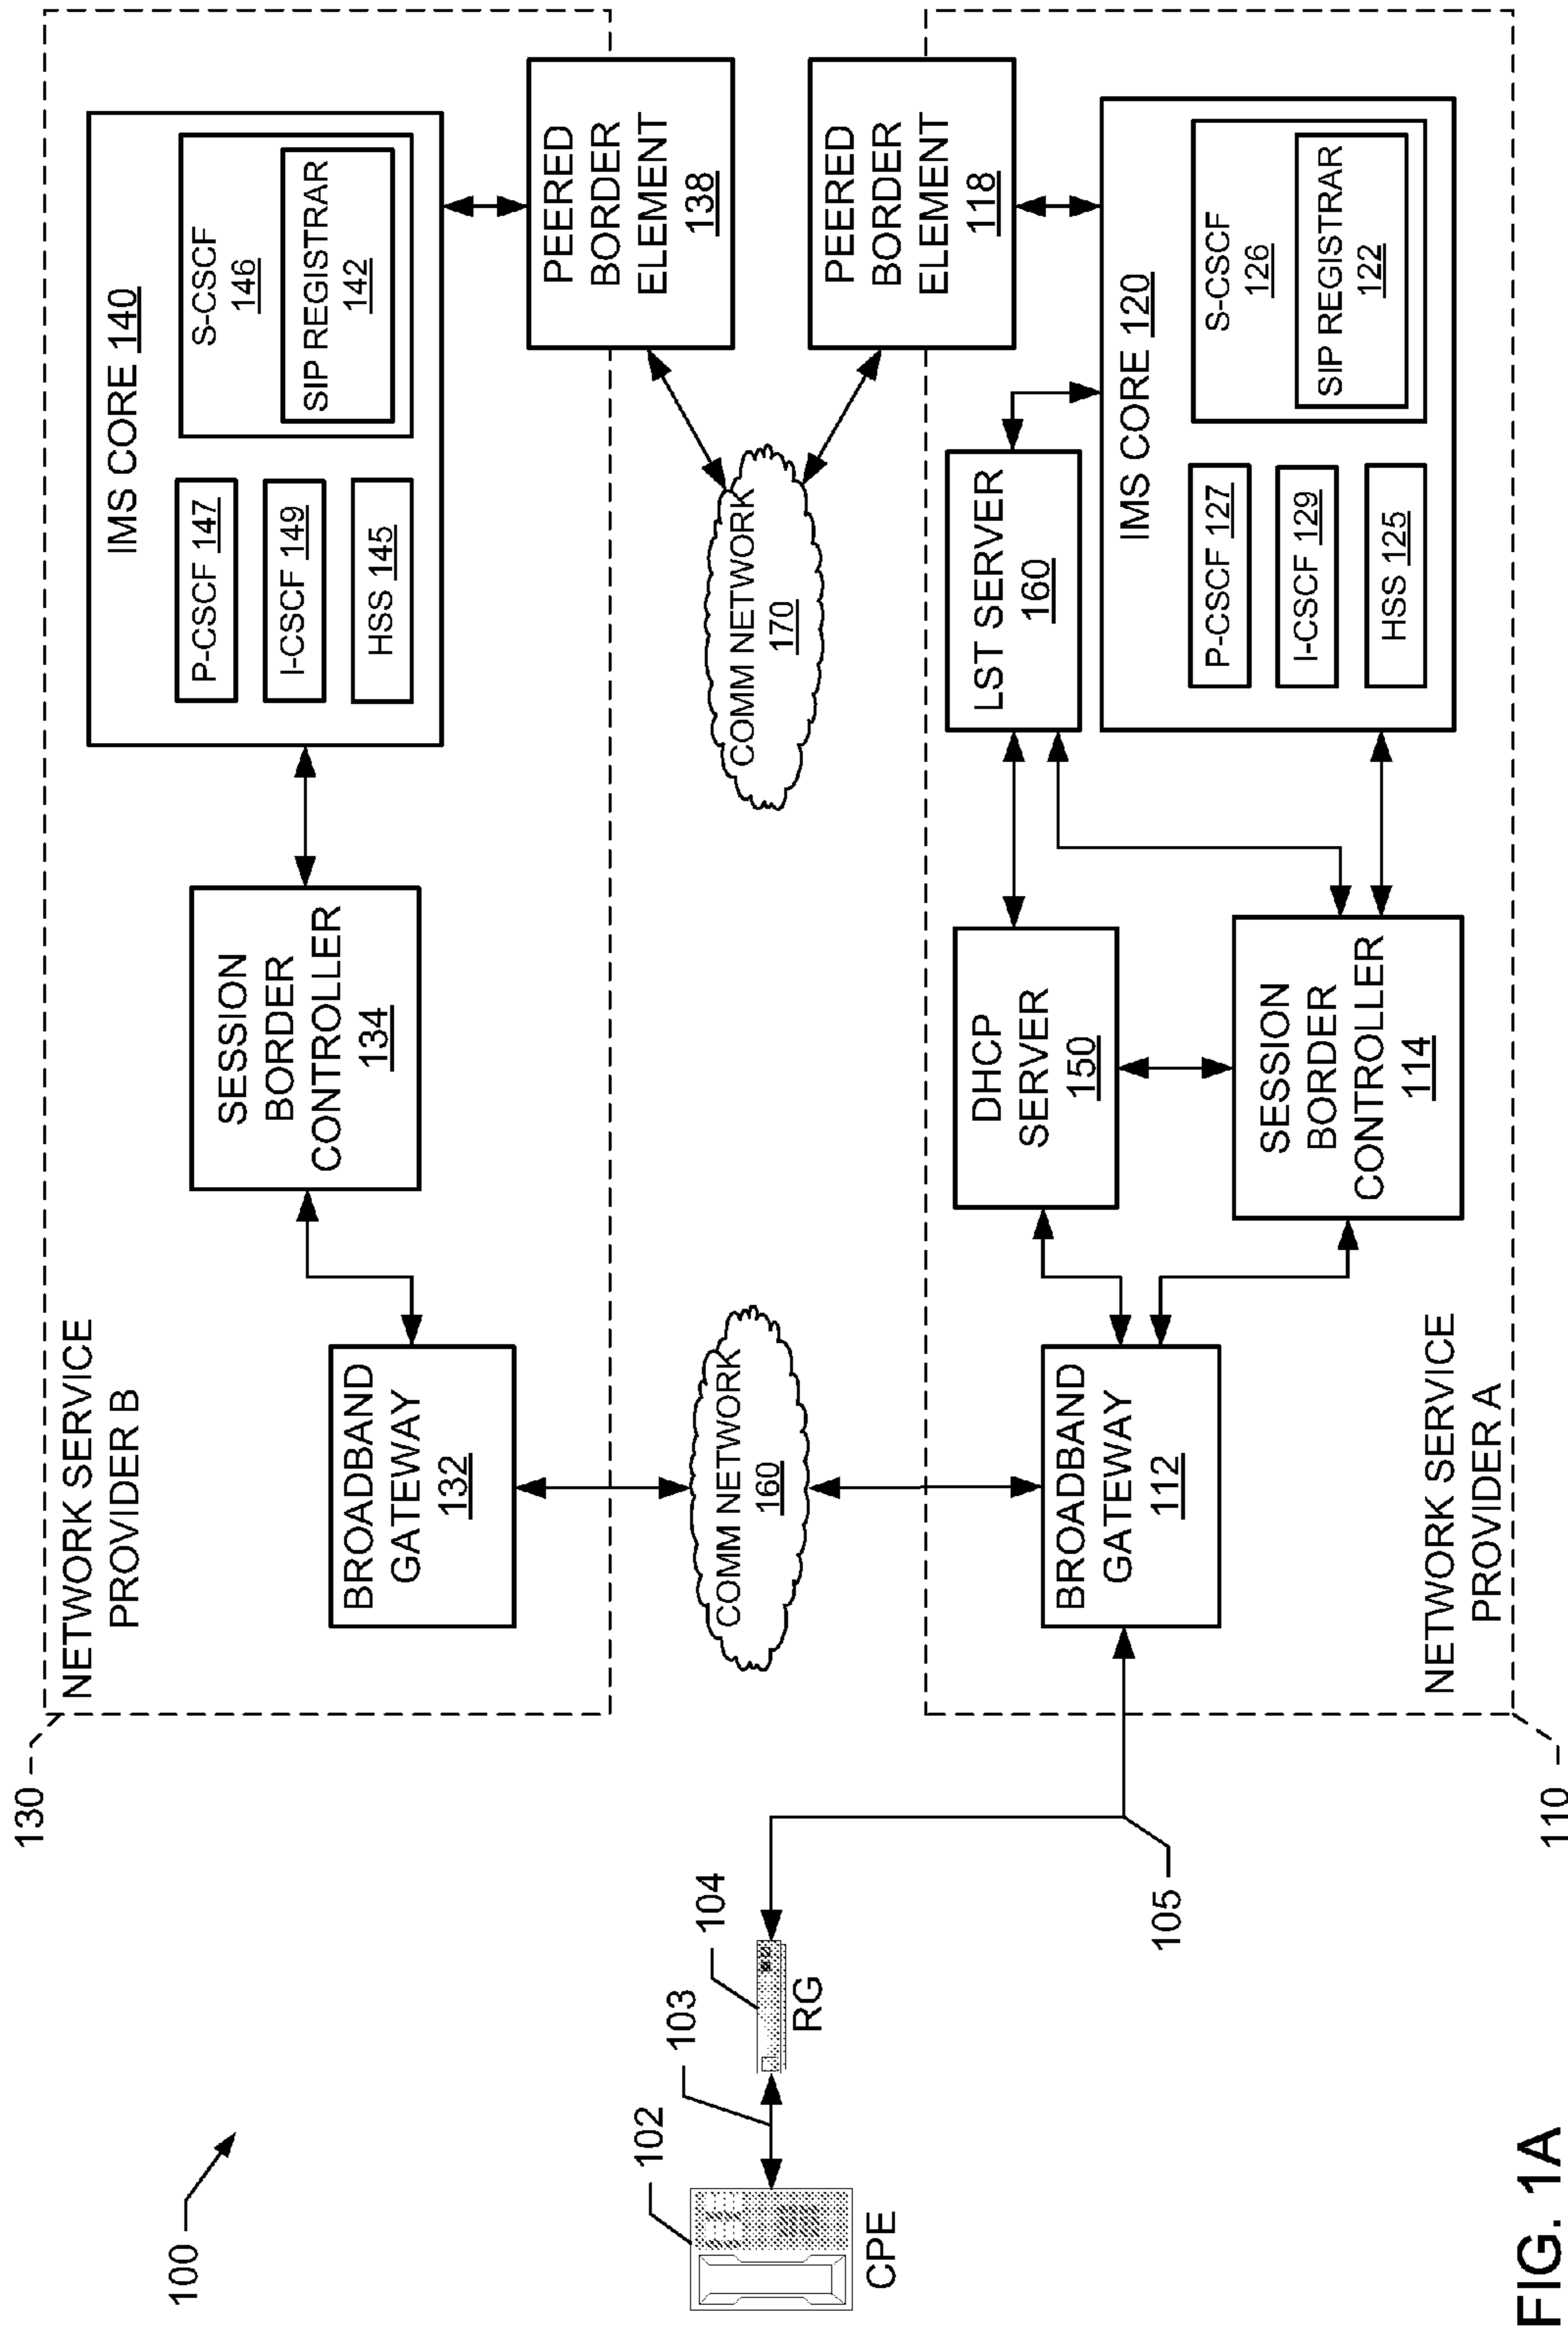 100
130
NETWORK SERVICE
PROVIDER B
BROADBAND
GATEWAY
132
SESSION
BORDER
CONTROLLER
134
IMS CORE 140
P-CSCF 147
I-CSCF 149
HSS 145
S-CSCF
146
SIP REGISTRAR
142
PEERED
BORDER
ELEMENT
138
COMM NETWORK
160
COMM NETWORK
170
PEERED
BORDER
ELEMENT
118
102
CPE
103
104
RG
105
110
NETWORK SERVICE
PROVIDER A
BROADBAND
GATEWAY
112
DHCP
SERVER
150
SESSION
BORDER
CONTROLLER
114
LST SERVER
160
IMS CORE 120
P-CSCF 127
I-CSCF 129
HSS 125
S-CSCF
126
SIP REGISTRAR
122
FIG. 1A